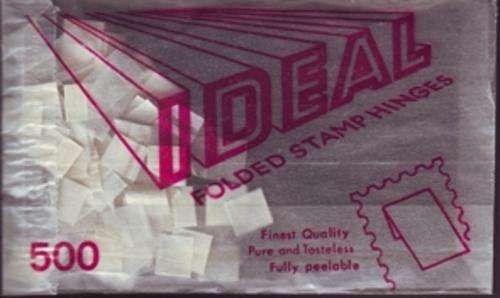 IDEAL
FOLDED STAMP HINGES
500
Finest Quality
Pure and Tasteless
Fully peelable